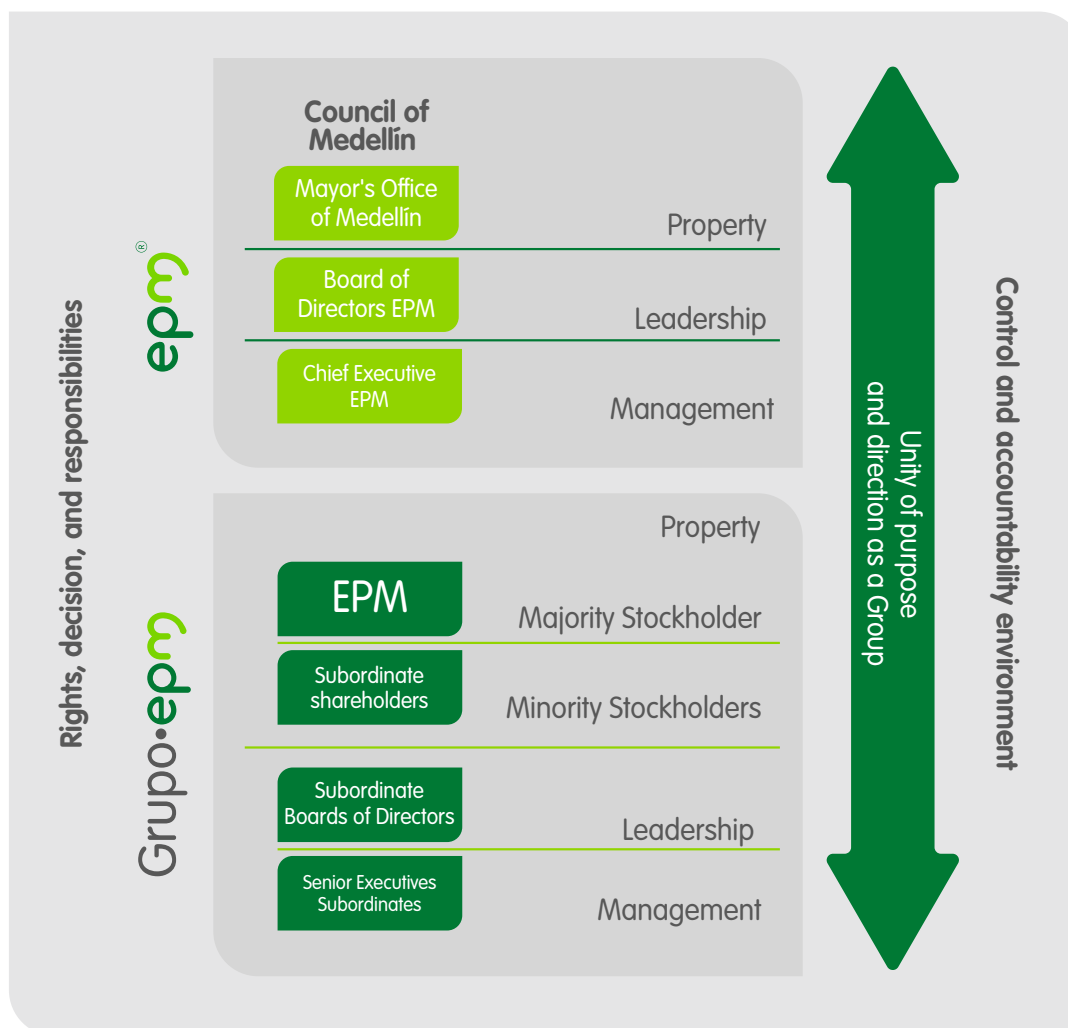 Council of
Medellín
Mayor's Office
of Medellín
Property
Board of
Directors EPM
Leadership
Chief Executive
EPM
Management
epm®
Rights, decision, and responsibilities
Grupo•epm
Property
EPM
Majority Stockholder
Subordinate
shareholders
Minority Stockholders
Subordinate
Boards of Directors
Leadership
Senior Executives
Subordinates
Management
Unity of purpose
and direction as a Group
Control and accountability environment